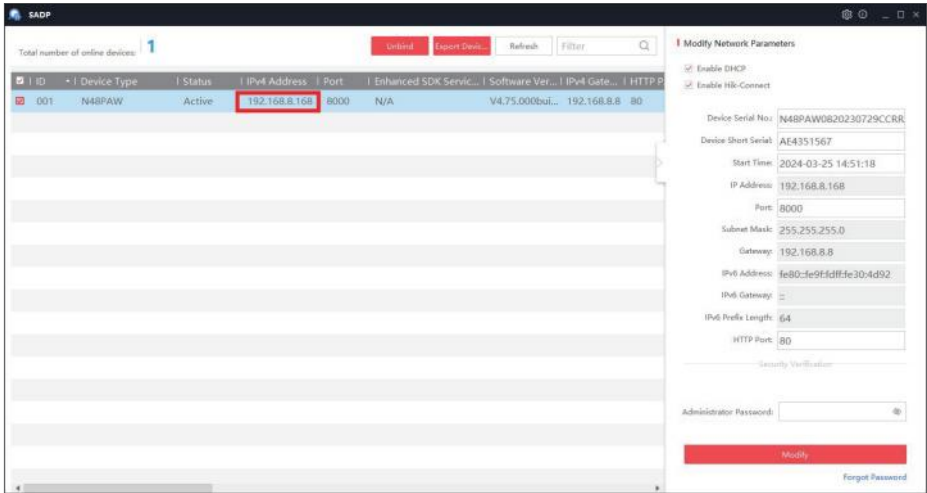 SADP
Total number of online devices: 1
Unbind Export Devic... Refresh Filter
ID Device Type Status IPv4 Address Port Enhanced SDK Servic... Software Ver... IPv4 Gate... HTTP P
001 N48PAW Active 192.168.8.168 8000 N/A V4.75.000bui... 192.168.8.8 80
Modify Network Parameters
Enable DHCP
Enable Hik-Connect
Device Serial No.: N48PAW0820230729CCRR
Device Short Serial: AE4351567
Start Time: 2024-03-25 14:51:18
IP Address: 192.168.8.168
Port: 8000
Subnet Mask: 255.255.255.0
Gateway: 192.168.8.8
IPv6 Address: fe80::fe9f:fdff:fe30:4d92
IPv6 Gateway: ::
IPv6 Prefix Length: 64
HTTP Port: 80
Security Verification
Administrator Password:
Modify
Forgot Password